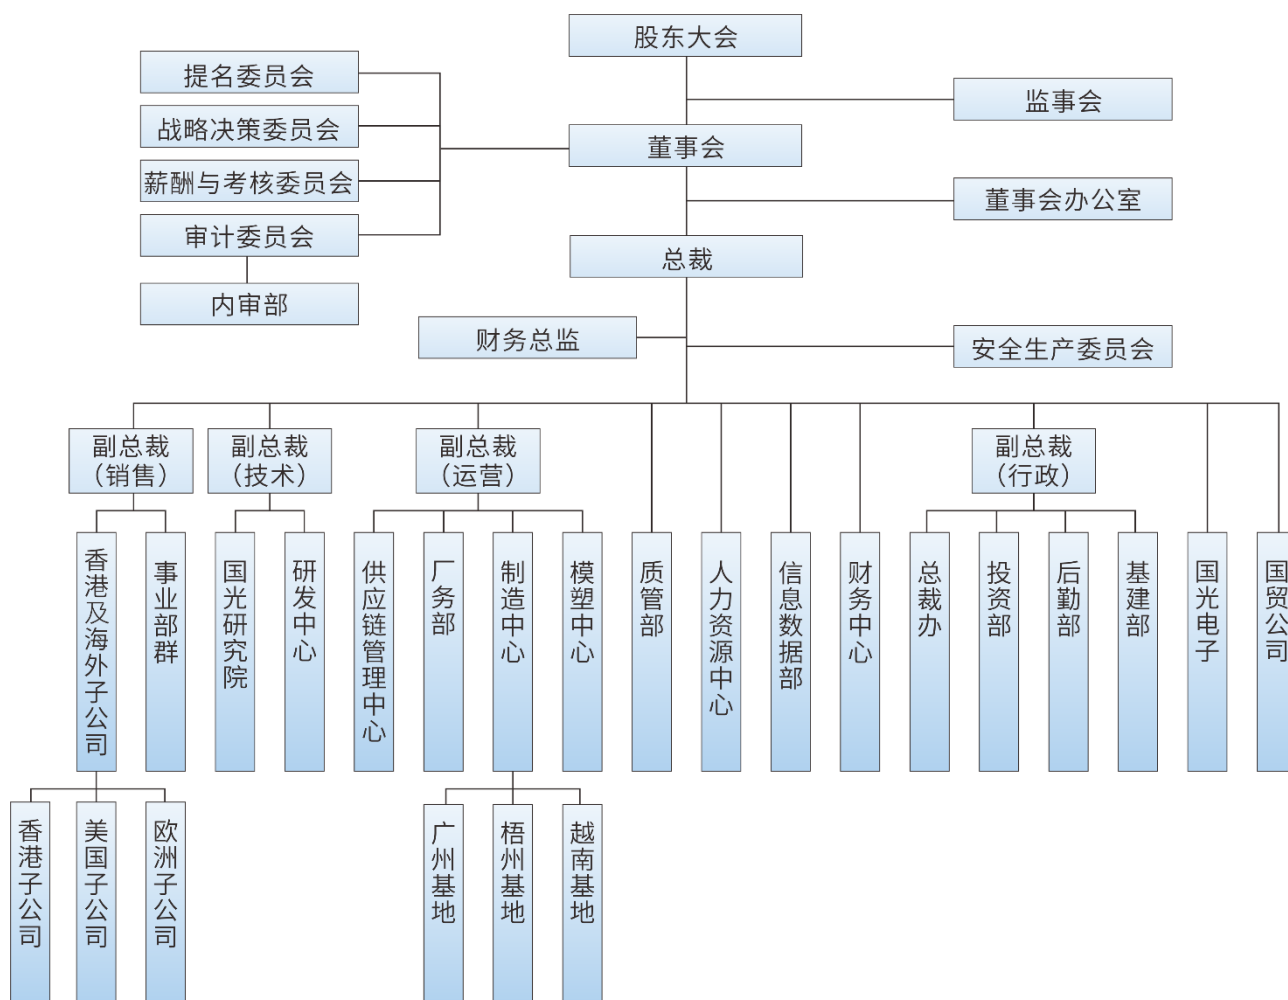 股东大会
提名委员会
监事会
战略决策委员会
董事会
薪酬与考核委员会
董事会办公室
审计委员会
总裁
内审部
财务总监
安全生产委员会
副总裁
（销售）
副总裁
（技术）
副总裁
（运营）
副总裁
（行政）
香港及海外子公司
事业部群
国光研究院
研发中心
供应链管理中心
厂务部
制造中心
模塑中心
质管部
人力资源中心
信息数据部
财务中心
总裁办
投资部
后勤部
基建部
国光电子
国贸公司
香港子公司
美国子公司
欧洲子公司
广州基地
梧州基地
越南基地